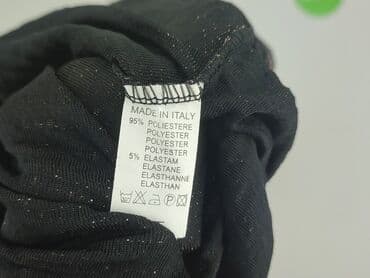 MADE IN ITALY
95% POLIESTERE
POLYESTER
POLYESTER
POLYESTER
5% ELASTAM
ELASTANE
ELASTHANNE
ELASTHAN